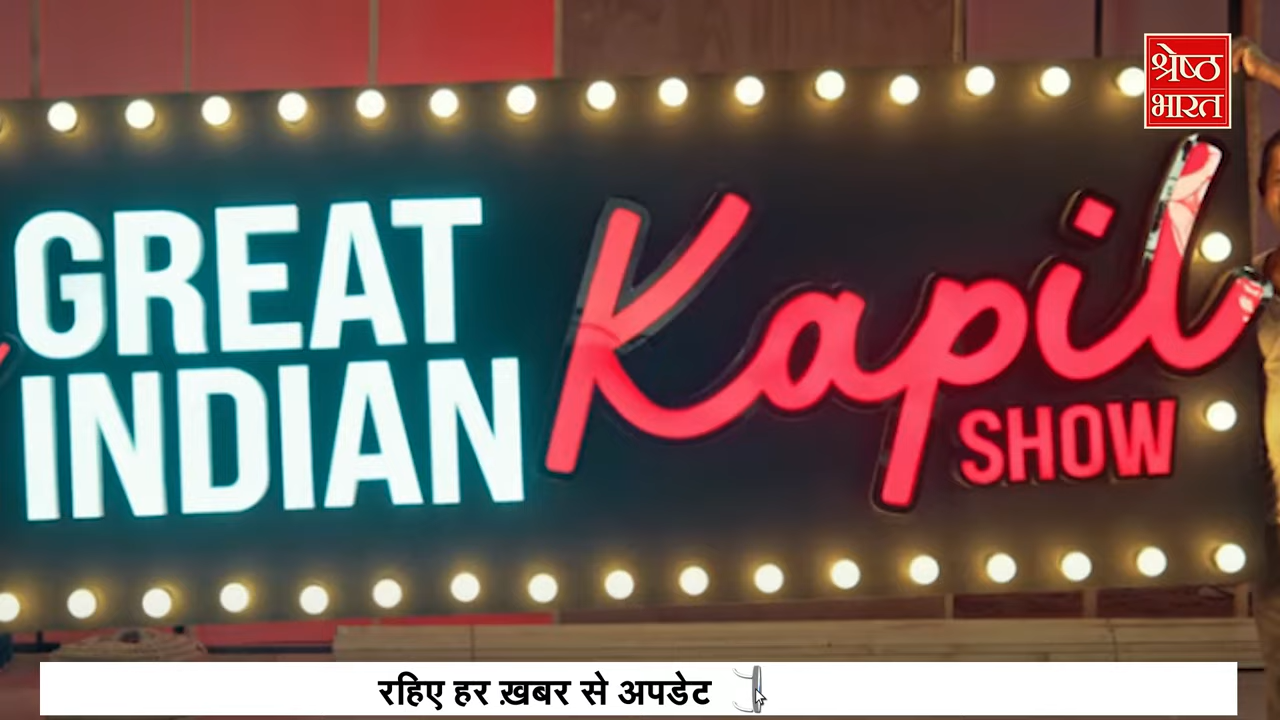 श्रेष्ठ
भारत
GREAT
INDIAN
Kapil
SHOW
रहिए हर ख़बर से अपडेट